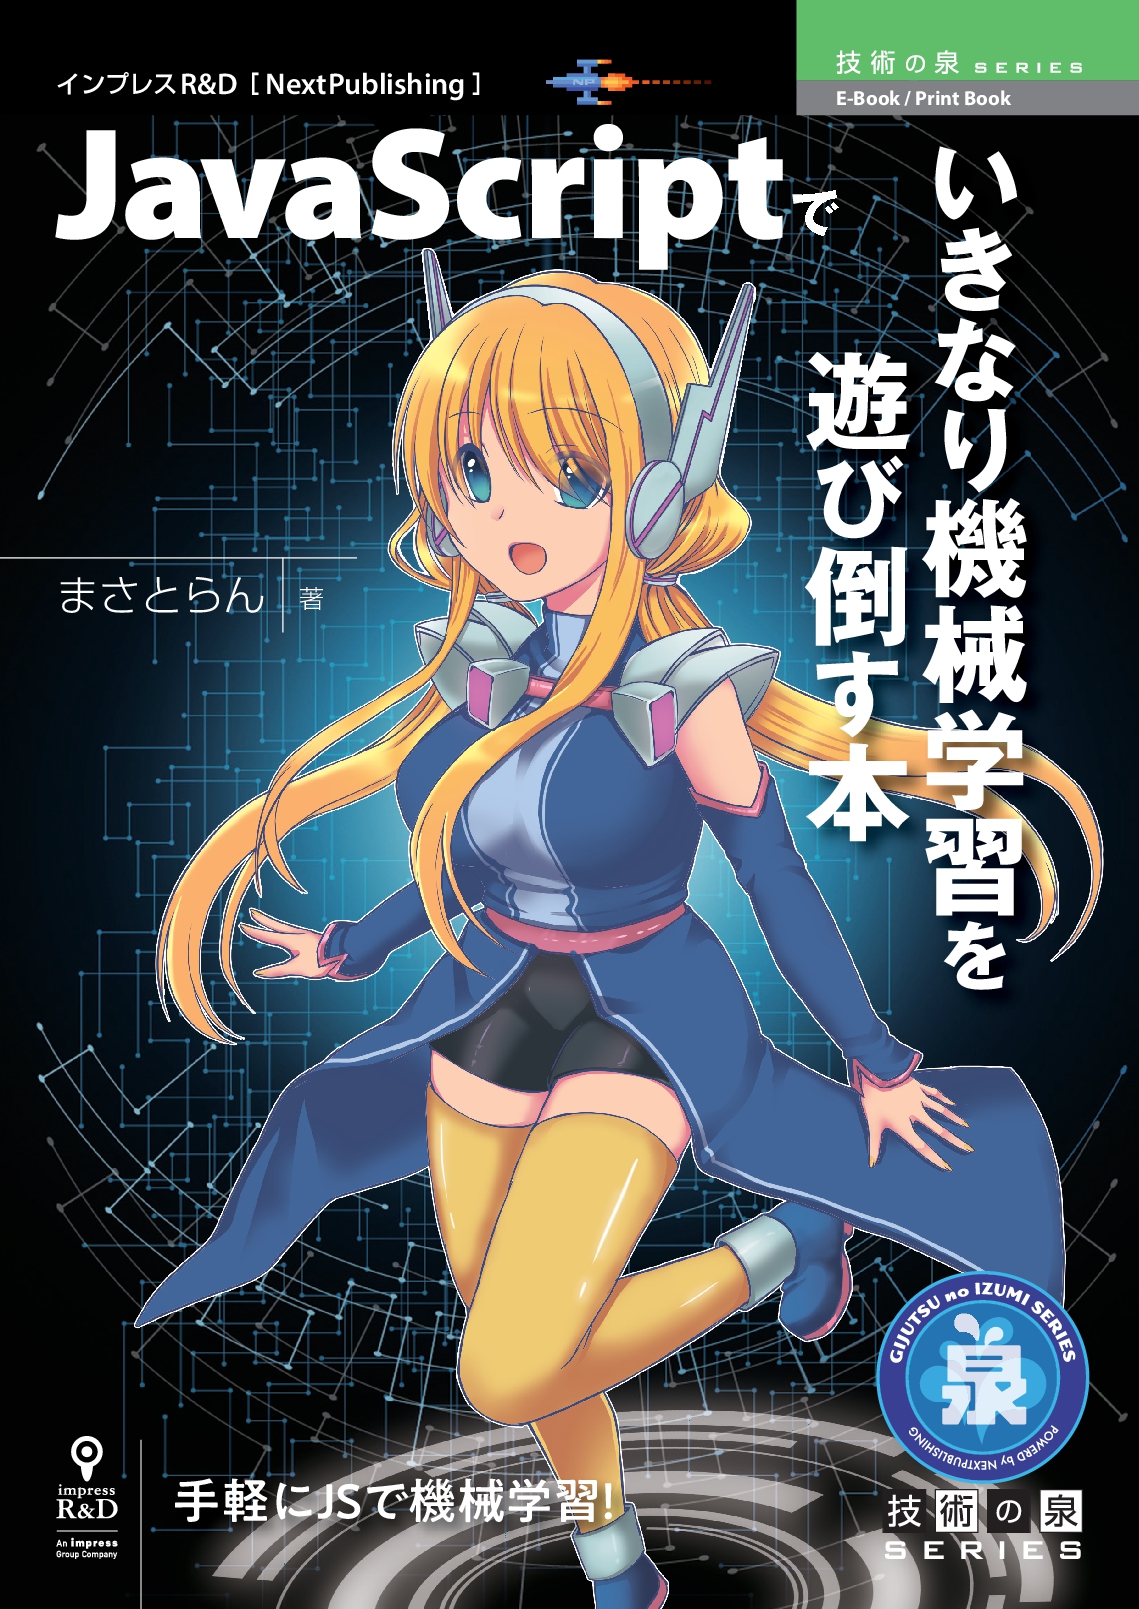 インプレスR&D［NextPublishing］
NP
技術の泉 SERIES
E-Book / Print Book
JavaScriptで
いきなり機械学習を
遊び倒す本
まさとらん 著
GIJUTSU no IZUMI SERIES
泉
POWERD by NEXTPUBLISHING
impress
R&D
An impress
Group Company
手軽にJSで機械学習!
技術の泉
SERIES